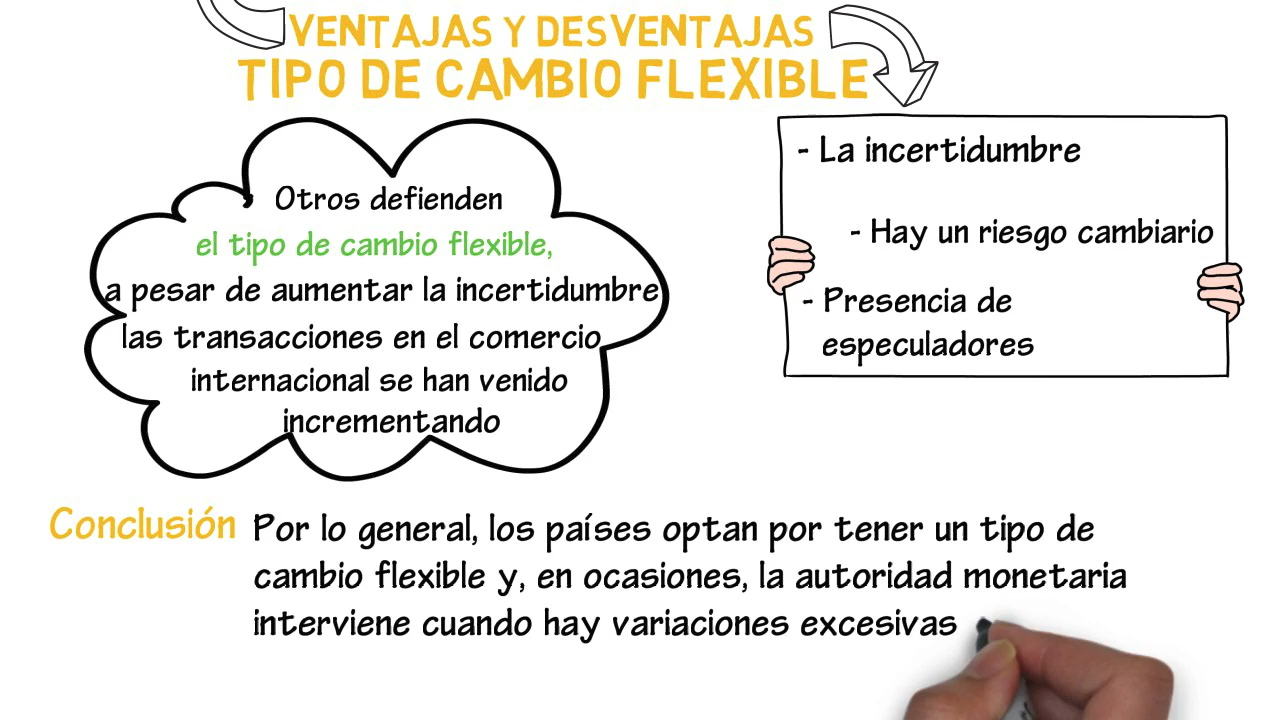 VENTAJAS Y DESVENTAJAS
TIPO DE CAMBIO FLEXIBLE
Otros defienden
el tipo de cambio flexible,
a pesar de aumentar la incertidumbre
las transacciones en el comercio
internacional se han venido
incrementando
- La incertidumbre
- Hay un riesgo cambiario
- Presencia de
especuladores
Conclusión
Por lo general, los países optan por tener un tipo de
cambio flexible y, en ocasiones, la autoridad monetaria
interviene cuando hay variaciones excesivas